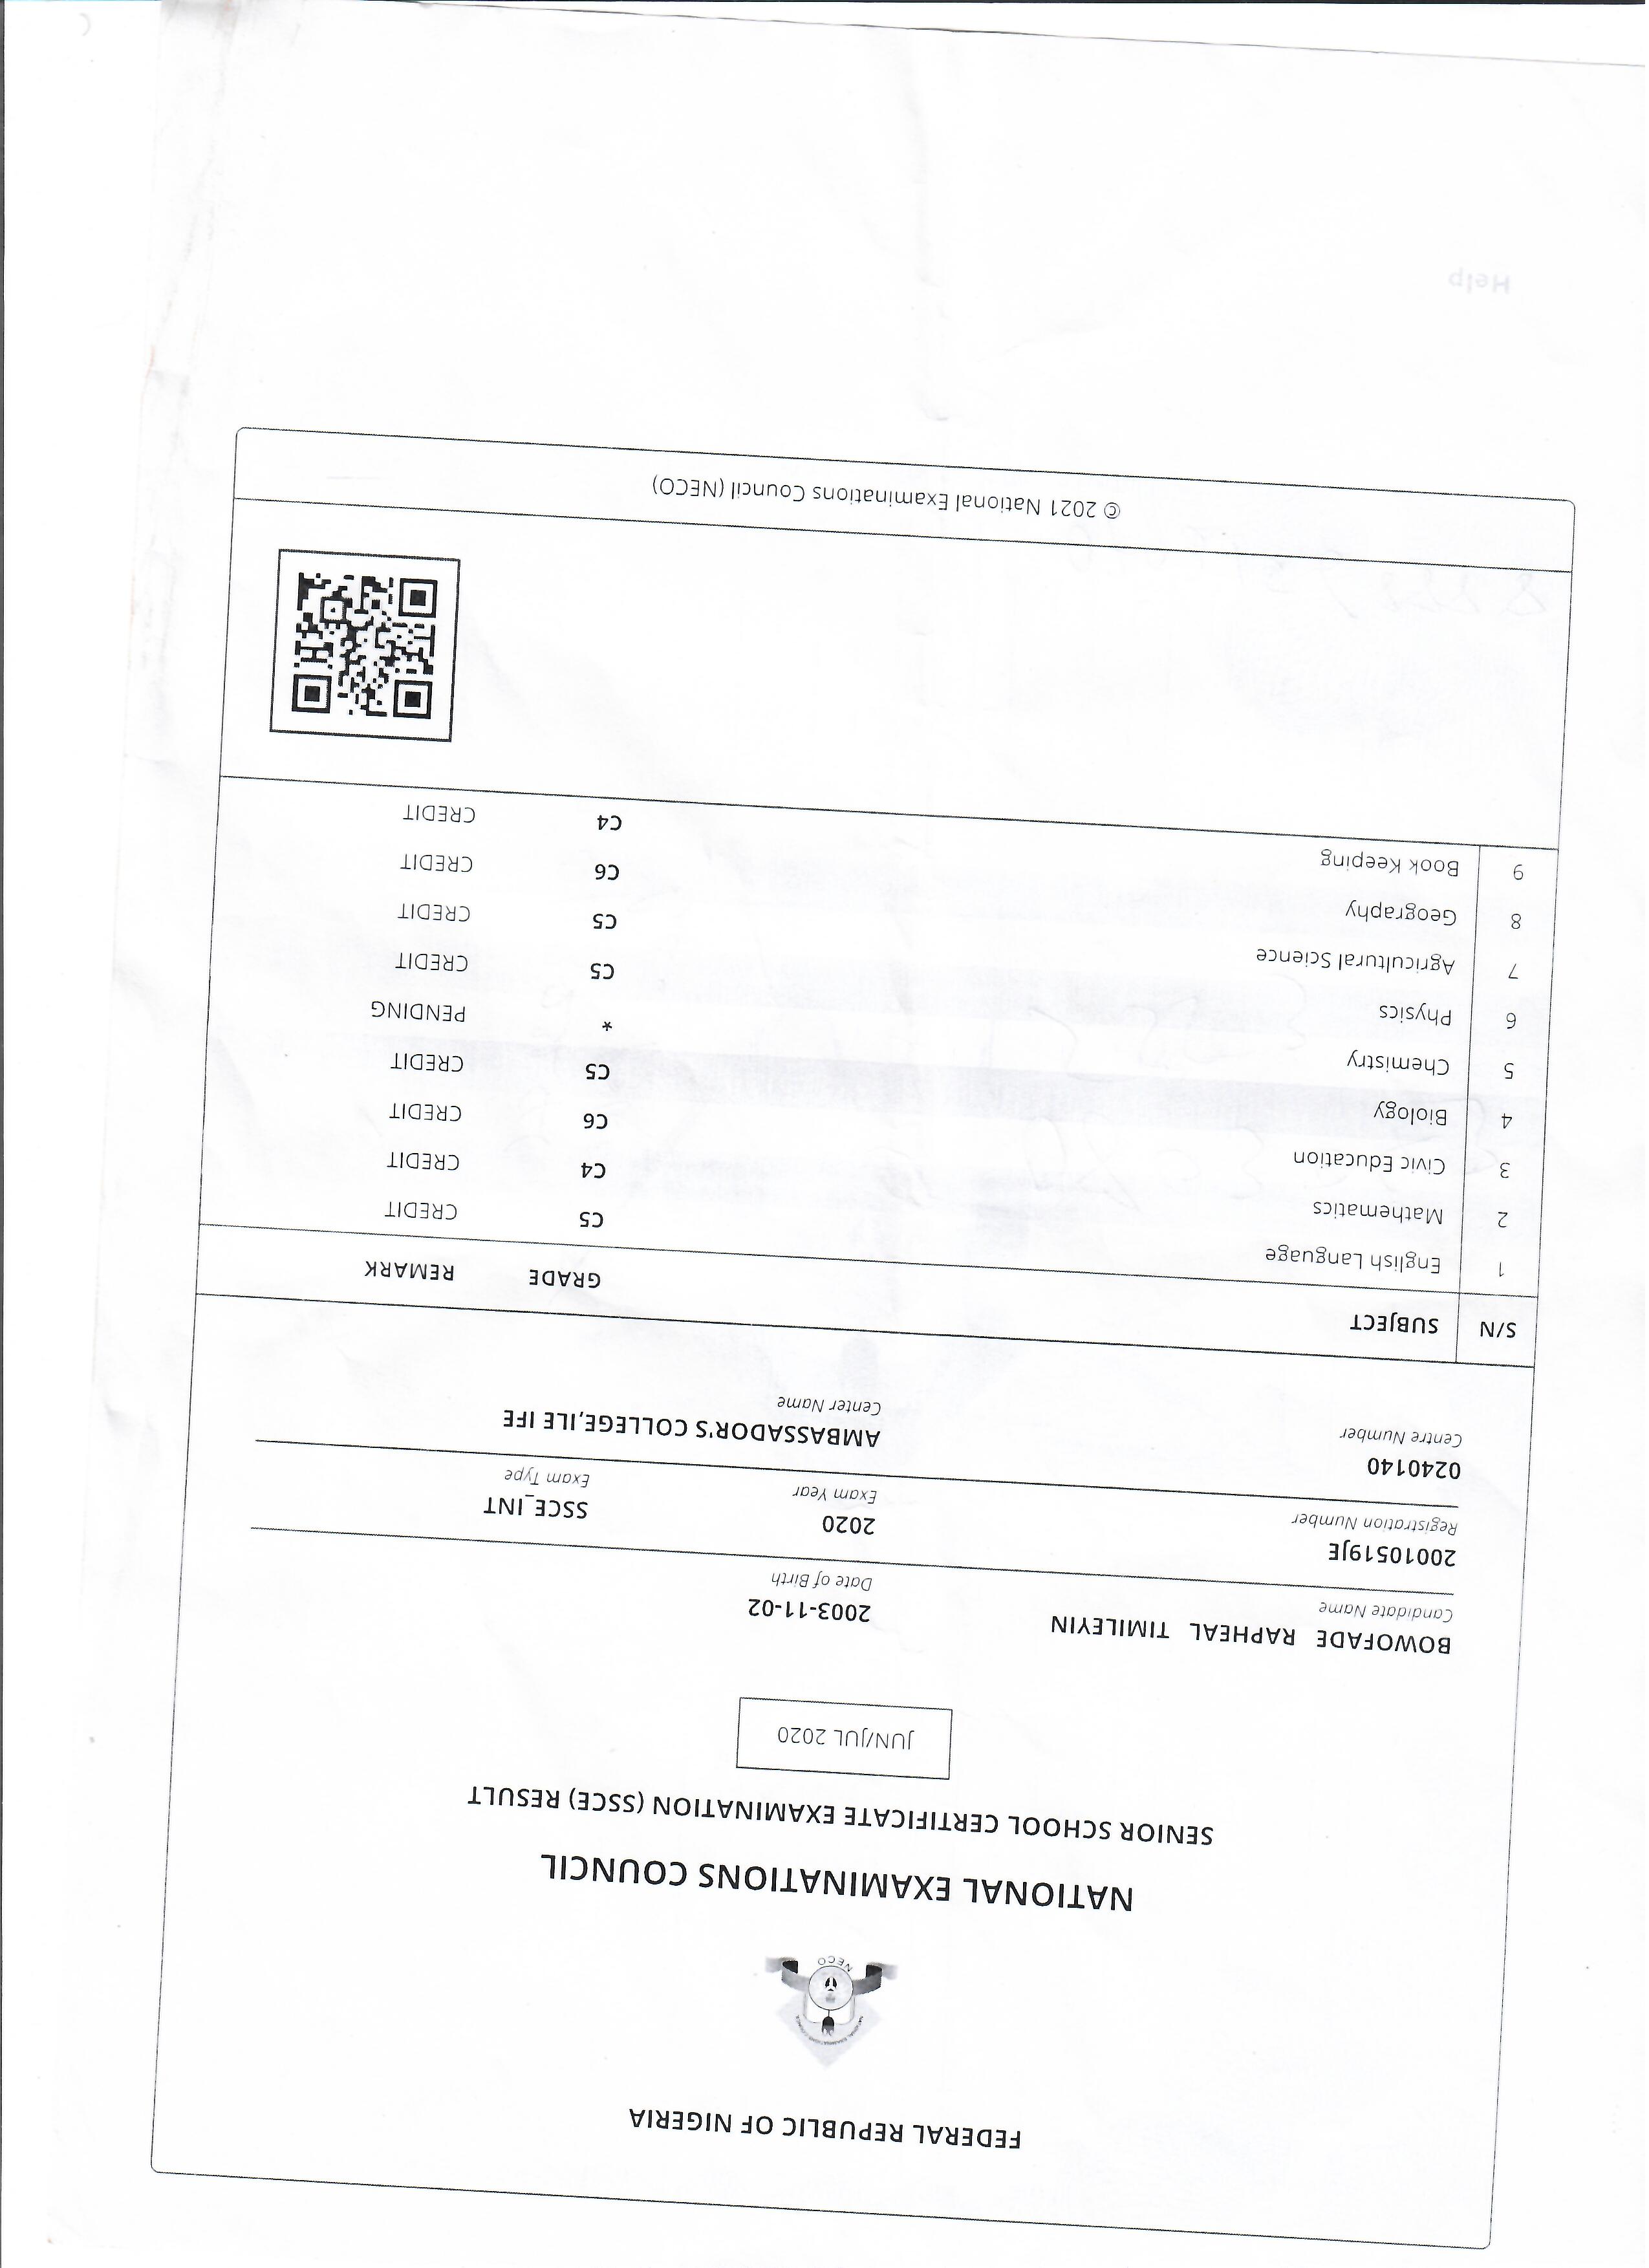 FEDERAL REPUBLIC OF NIGERIA
NECO
NATIONAL EXAMINATIONS COUNCIL
SENIOR SCHOOL CERTIFICATE EXAMINATION (SSCE) RESULT
JUN/JUL 2020
BOWOFADE RAPHEAL TIMILEYIN 2003-11-02
Candidate Name Date of Birth
20010519JE 2020 SSCE_INT
Registration Number Exam Year Exam Type
0240140 AMBASSADOR'S COLLEGE,ILE IFE
Centre Number Center Name
S/N SUBJECT GRADE REMARK
1 English Language C5 CREDIT
2 Mathematics C4 CREDIT
3 Civic Education C6 CREDIT
4 Biology C5 CREDIT
5 Chemistry * PENDING
6 Physics C5 CREDIT
7 Agricultural Science C5 CREDIT
8 Geography C6 CREDIT
9 Book Keeping C4 CREDIT
© 2021 National Examinations Council (NECO)
Help